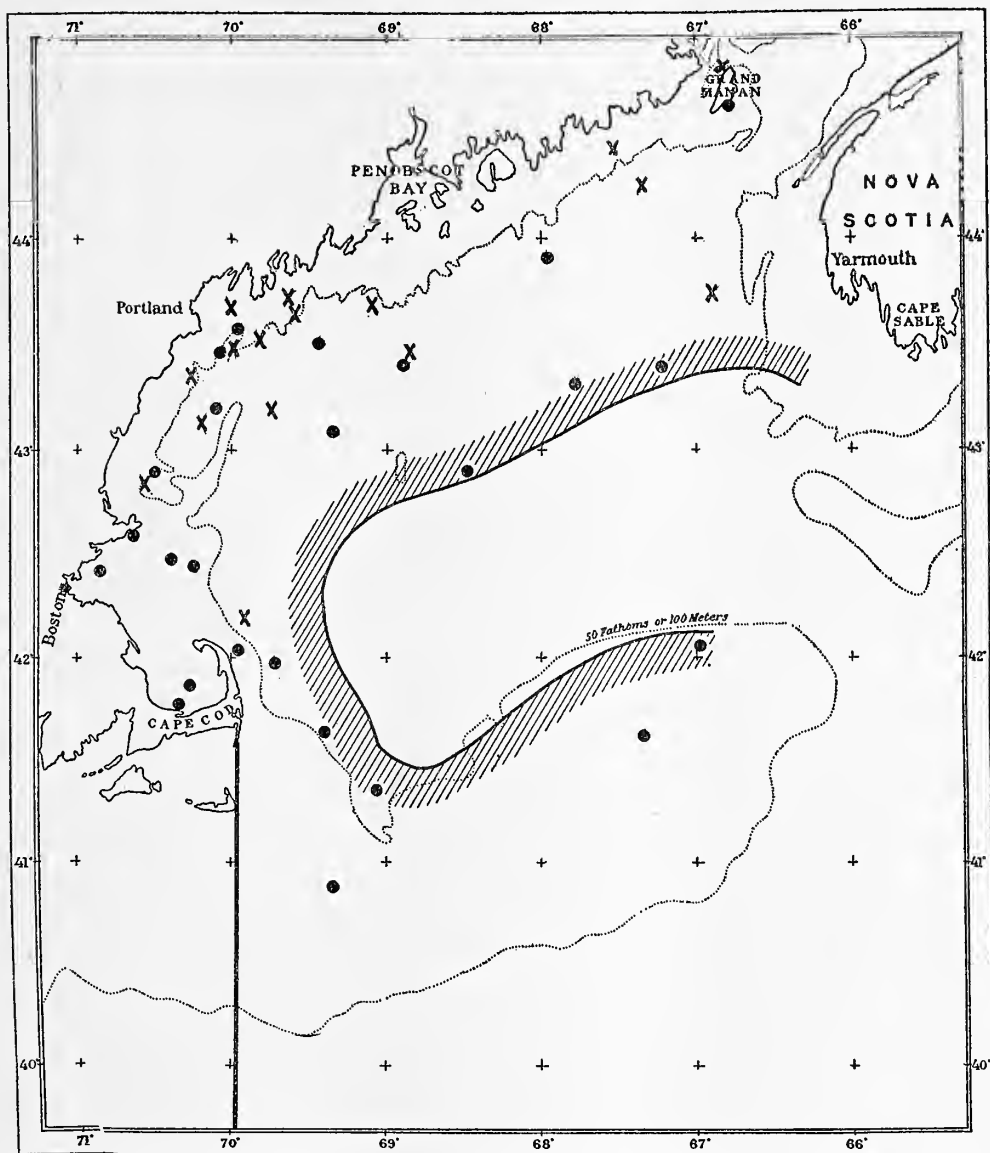 71° 70° 69° 68° 67° 66°
GRAND
MANAN
PENOBSCOT
BAY
NOVA
SCOTIA
44° 44°
Yarmouth
Portland
CAPE
SABLE
43° 43°
Boston
50 Fathoms or 100 Meters
42° 42°
CAPE COD
41° 41°
40° 40°
71° 70° 69° 68° 67° 66°